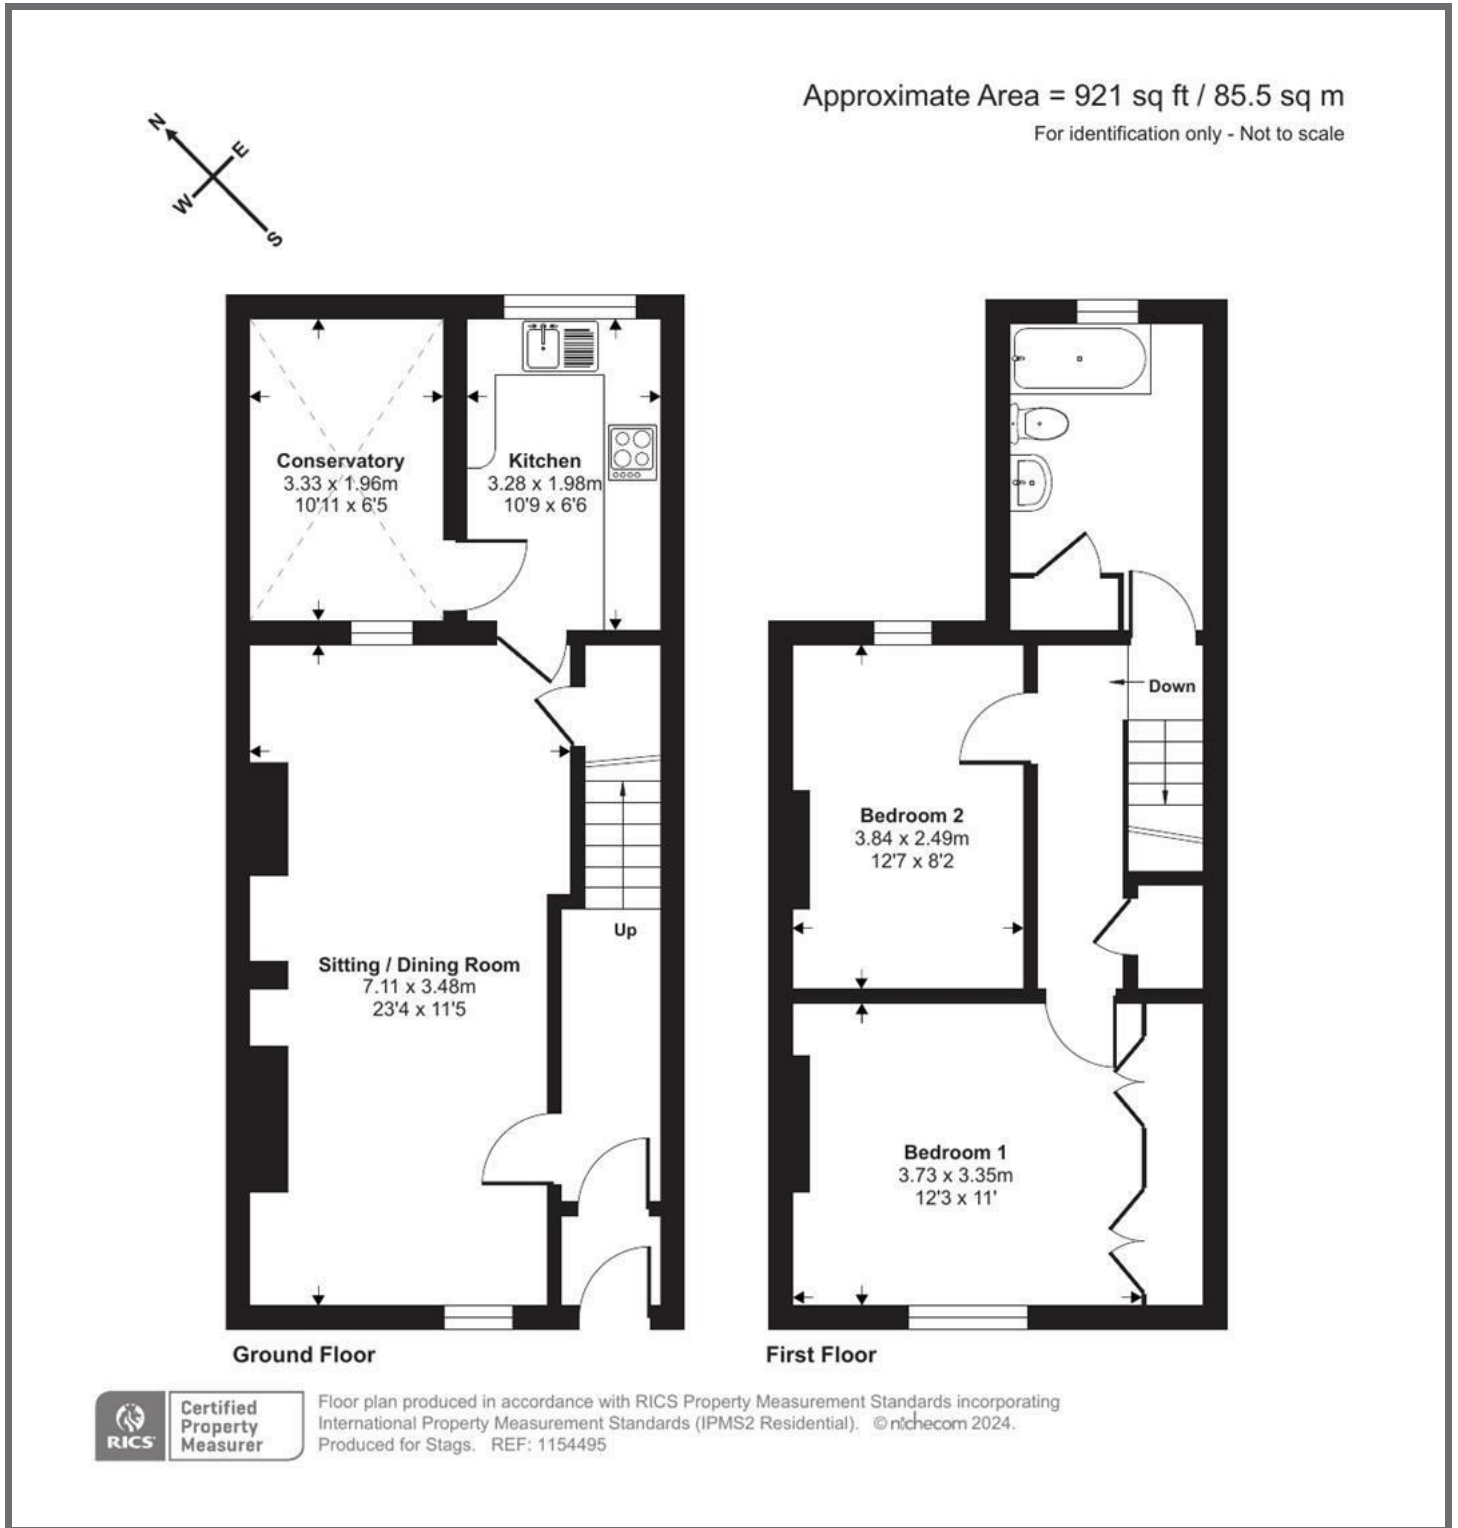 Approximate Area = 921 sq ft / 85.5 sq m
For identification only - Not to scale
N
E
W
S
Conservatory
3.33 x 1.96m
10'11 x 6'5
Kitchen
3.28 x 1.98m
10'9 x 6'6
Sitting / Dining Room
7.11 x 3.48m
23'4 x 11'5
Up
Ground Floor
Down
Bedroom 2
3.84 x 2.49m
12'7 x 8'2
Bedroom 1
3.73 x 3.35m
12'3 x 11'
First Floor
RICS
Certified
Property
Measurer
Floor plan produced in accordance with RICS Property Measurement Standards incorporating
International Property Measurement Standards (IPMS2 Residential). © nichecom 2024.
Produced for Stags. REF: 1154495